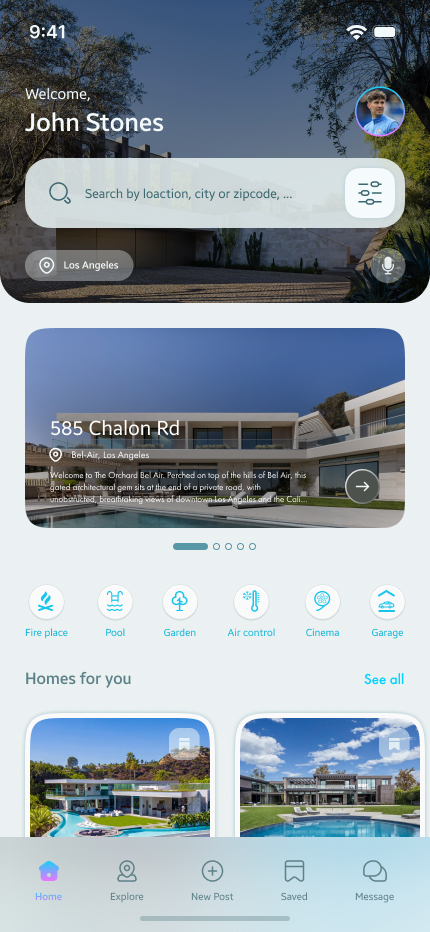 9:41
Welcome,
John Stones
Search by loaction, city or zipcode, ...
Los Angeles
585 Chalon Rd
Bel-Air, Los Angeles
Welcome to The Orchard Bel Air. Perched on top of the hills of Bel Air, this
gated architectural gem sits at the end of a private road, with
unobstucted, breathtaking views of downtown Los Angeles and the Cali...
Fire place
Pool
Garden
Air control
Cinema
Garage
Homes for you
See all
Home
Explore
New Post
Saved
Message